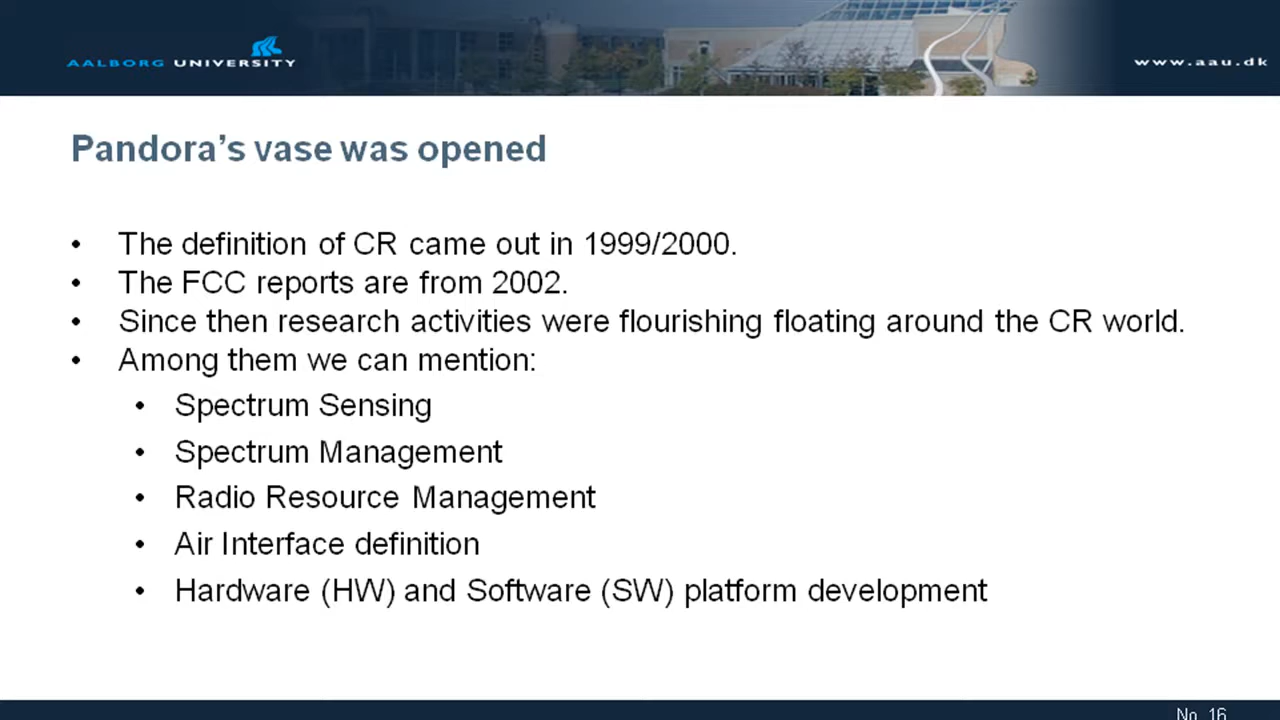 AALBORG UNIVERSITY
www.aau.dk
Pandora's vase was opened
• The definition of CR came out in 1999/2000.
• The FCC reports are from 2002.
• Since then research activities were flourishing floating around the CR world.
• Among them we can mention:
• Spectrum Sensing
• Spectrum Management
• Radio Resource Management
• Air Interface definition
• Hardware (HW) and Software (SW) platform development
No. 16